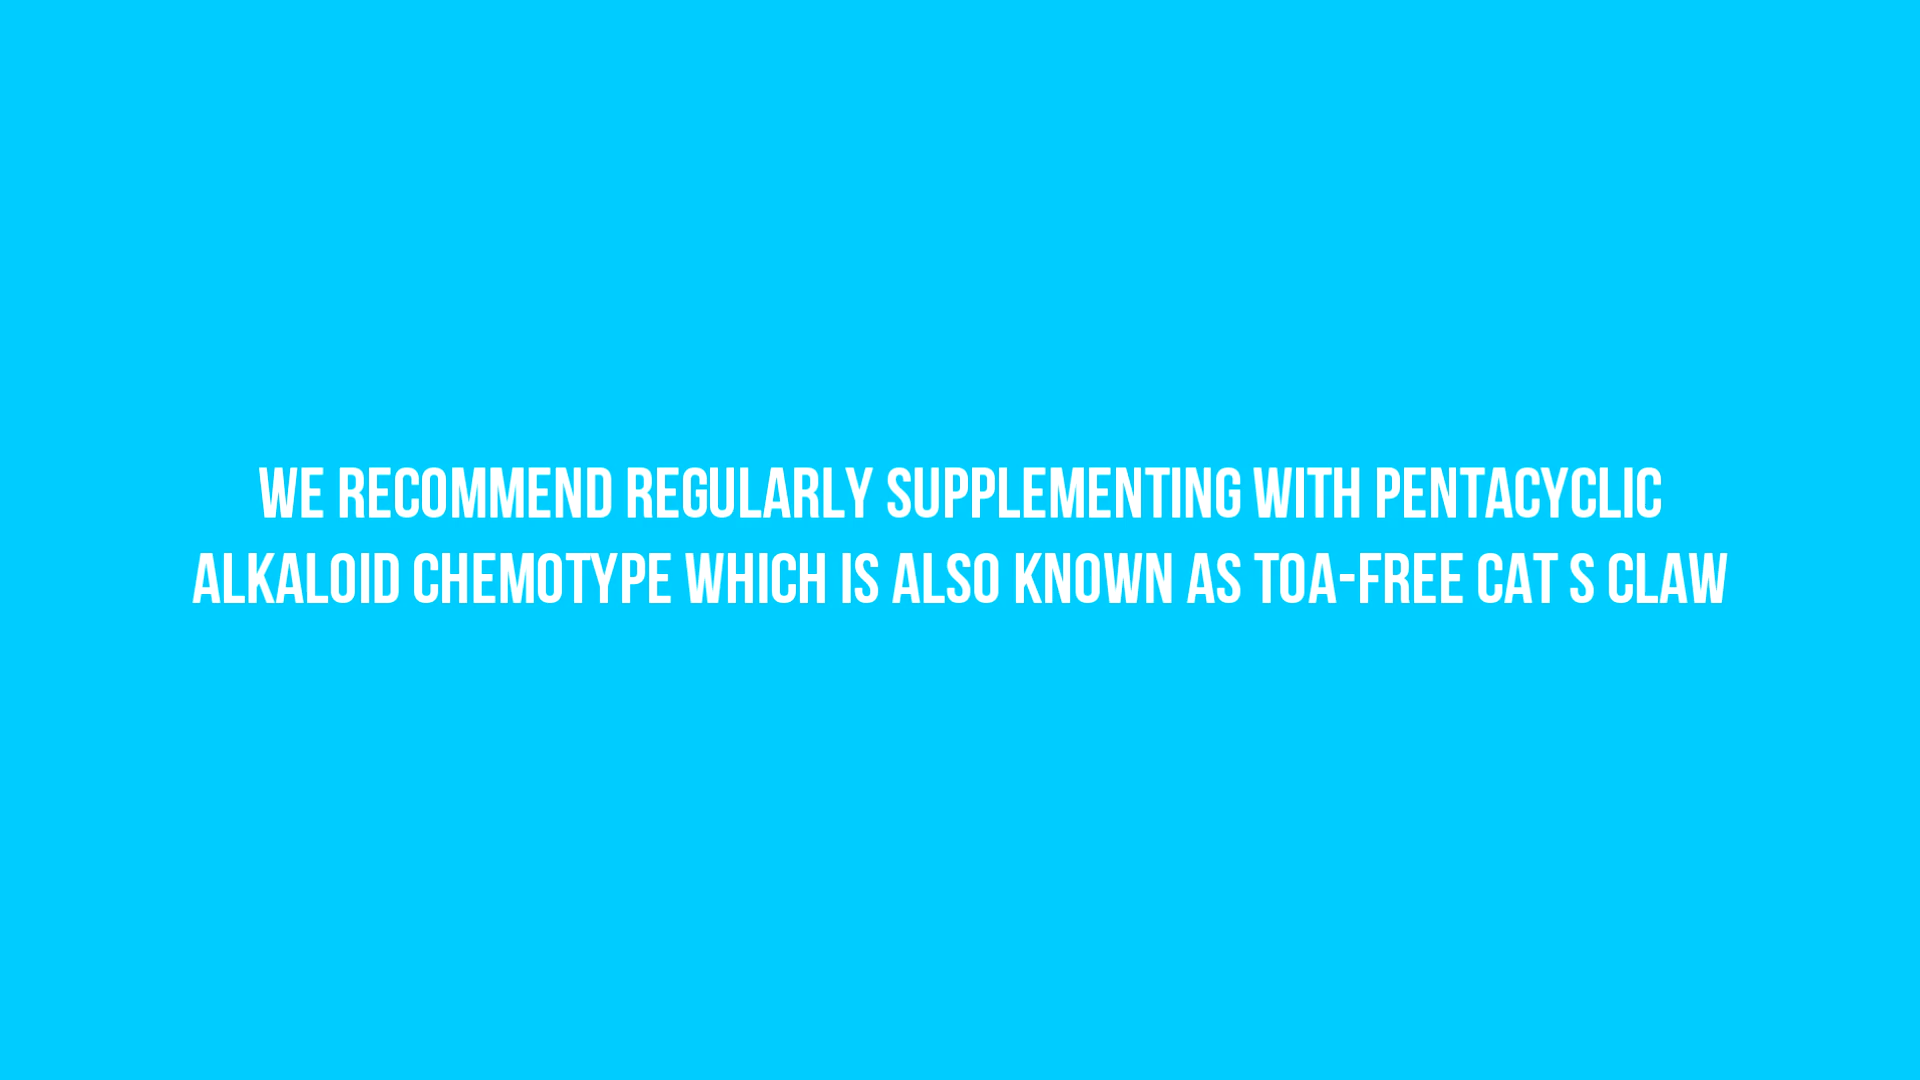 WE RECOMMEND REGULARLY SUPPLEMENTING WITH PENTACYCLIC
ALKALOID CHEMOTYPE WHICH IS ALSO KNOWN AS TOA-FREE CAT S CLAW